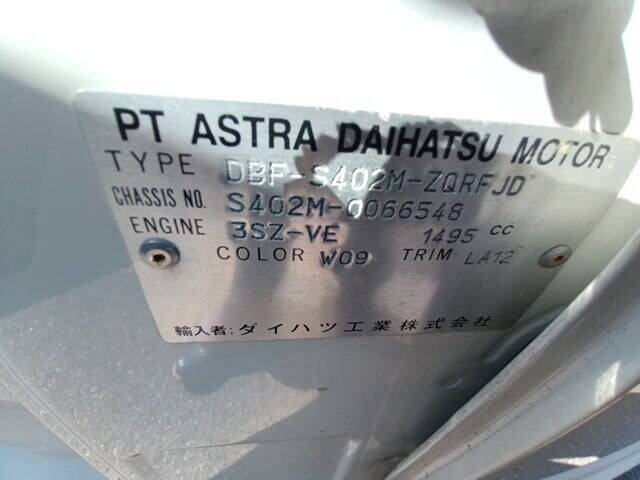 PT ASTRA DAIHATSU MOTOR
TYPE DBF-S402M-ZQRFJD
CHASSIS NO. S402M-0066548
ENGINE 3SZ-VE 1495 cc
COLOR W09 TRIM LA12
輸入者:ダイハツ工業株式会社